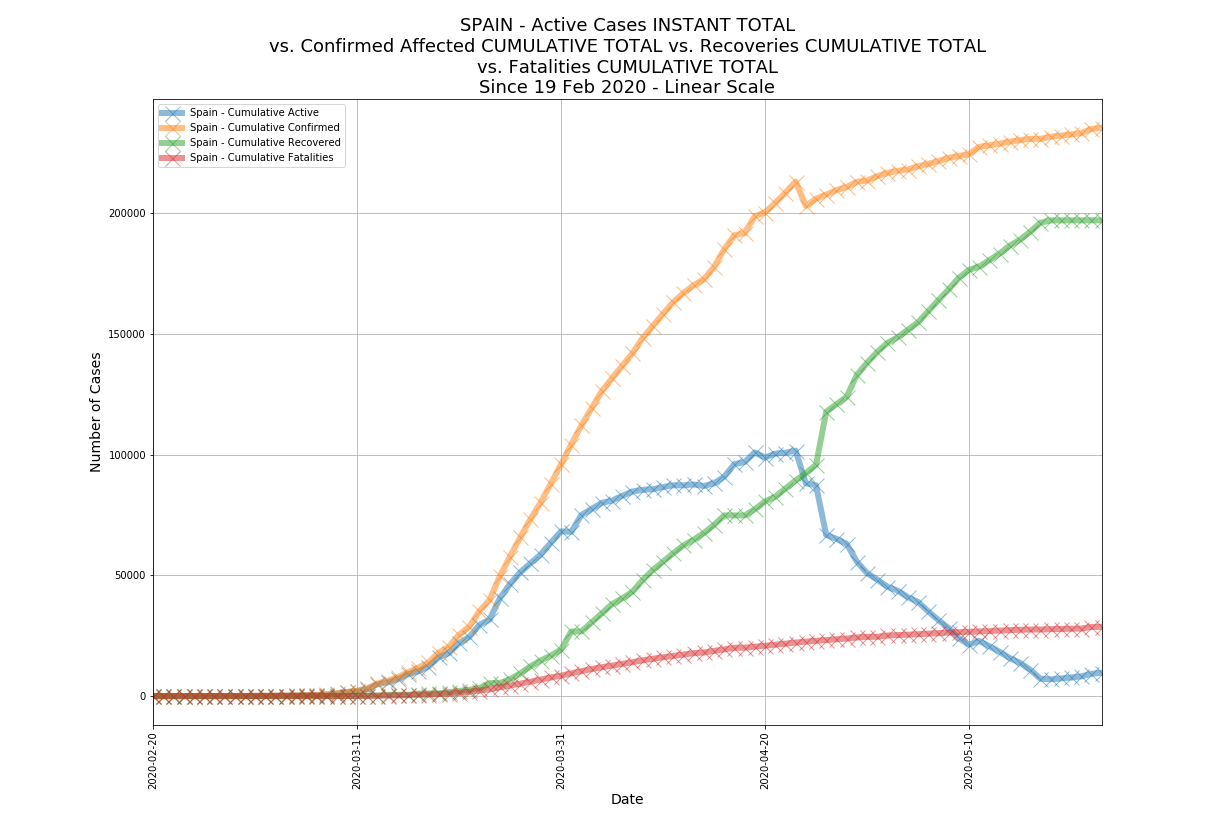 SPAIN - Active Cases INSTANT TOTAL
vs. Confirmed Affected CUMULATIVE TOTAL vs. Recoveries CUMULATIVE TOTAL
vs. Fatalities CUMULATIVE TOTAL
Since 19 Feb 2020 - Linear Scale
Spain - Cumulative Active
Spain - Cumulative Confirmed
Spain - Cumulative Recovered
Spain - Cumulative Fatalities
Number of Cases
200000
150000
100000
50000
0
2020-02-20
2020-03-11
2020-03-31
2020-04-20
2020-05-10
Date